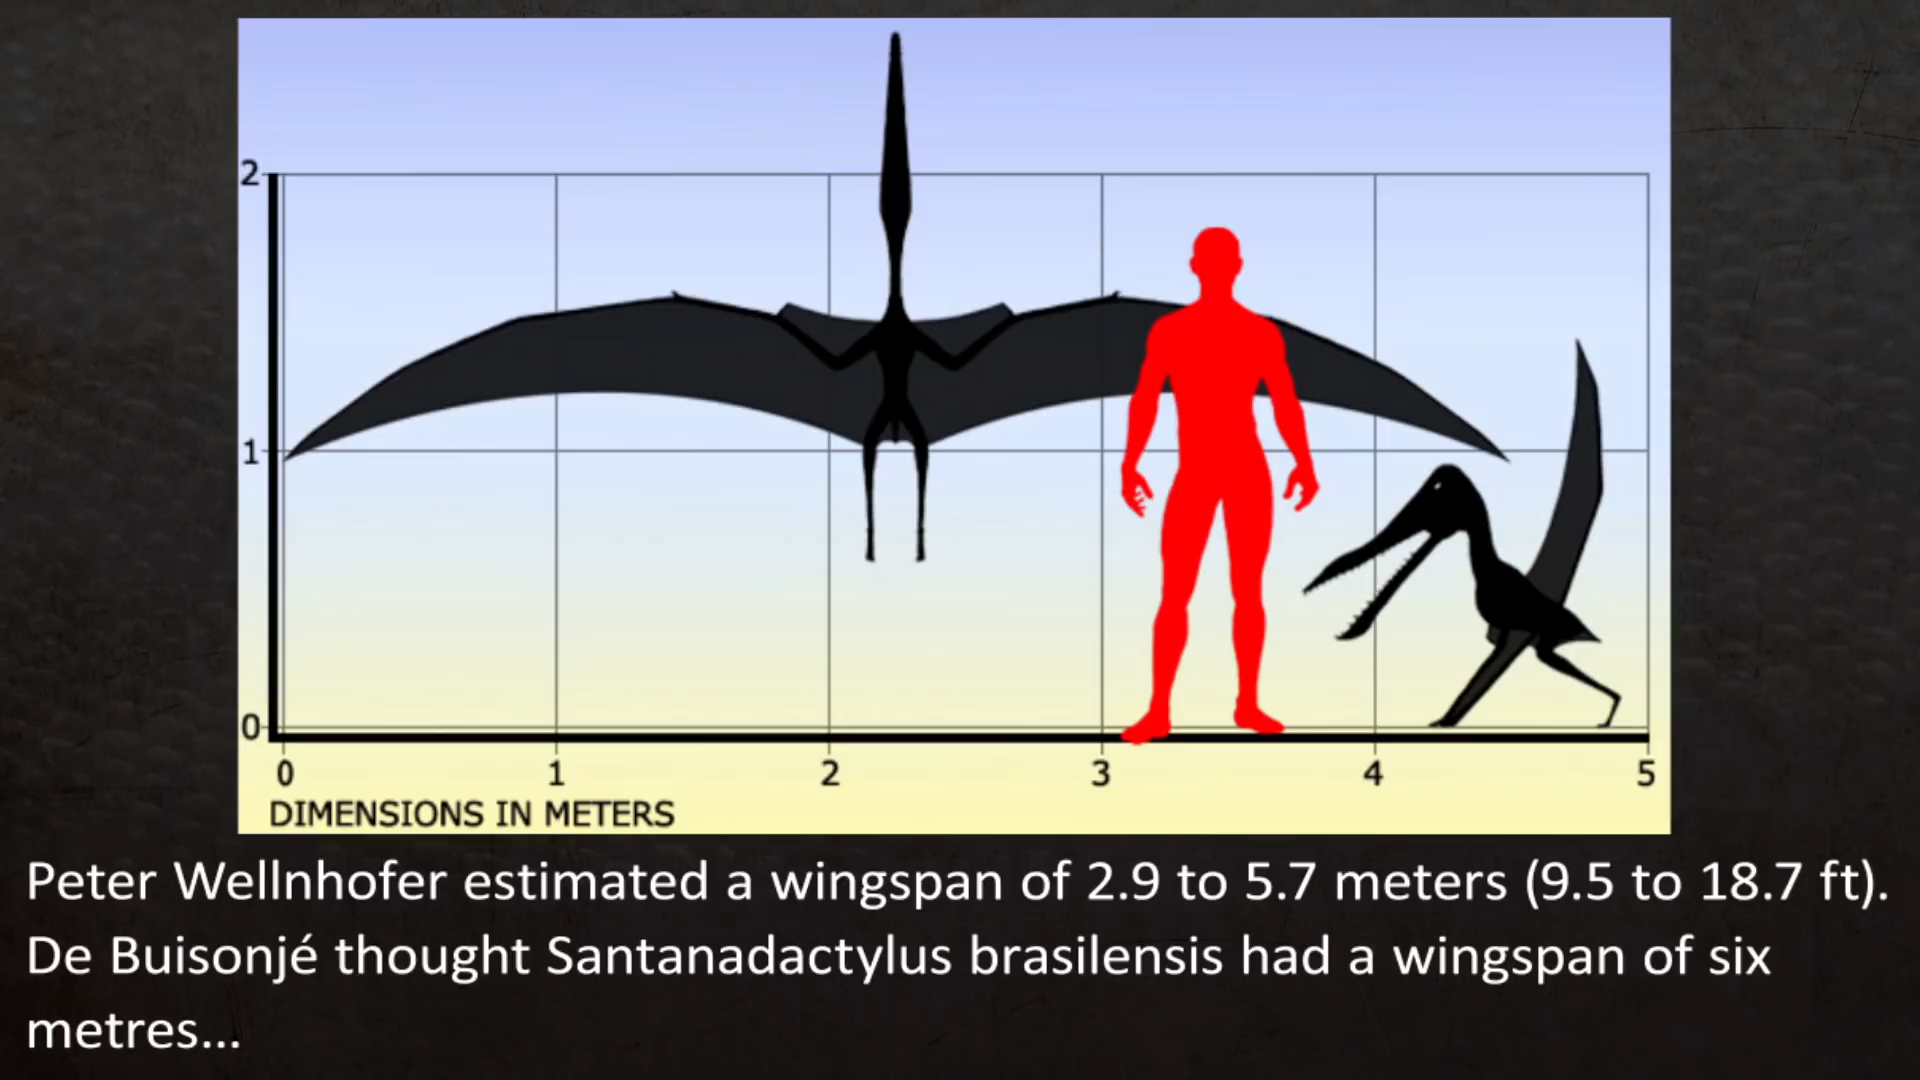 2
1
0
0 1 2 3 4 5
DIMENSIONS IN METERS
Peter Wellnhofer estimated a wingspan of 2.9 to 5.7 meters (9.5 to 18.7 ft).
De Buisonjé thought Santanadactylus brasilensis had a wingspan of six
metres...